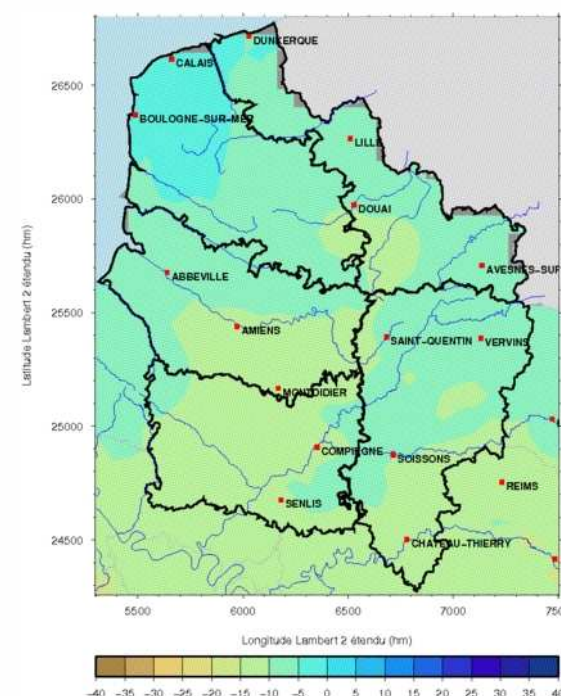 DUNKERQUE
CALAIS
26500
BOULOGNE-SUR-MER
LILLE
26000
DOUAI
AVESNES-SUR
ABBEVILLE
25500
AMIENS
SAINT-QUENTIN
VERVINS
MONTDIDIER
25000
COMPIEGNE
SOISSONS
REIMS
SENLIS
24500
CHATEAU-THIERRY
Latitude Lambert 2 étendu (hm)
5500 6000 6500 7000 750
Longitude Lambert 2 étendu (hm)
-40 -35 -30 -25 -20 -15 -10 -5 0 5 10 15 20 25 30 35 40